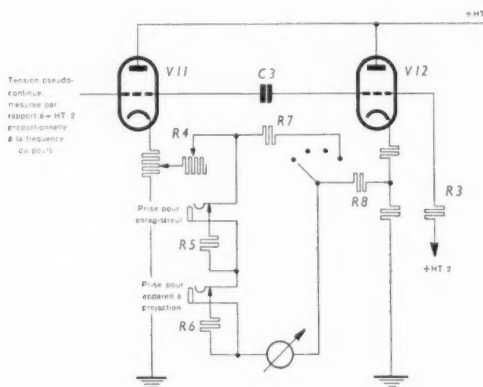 +HT
V11
C3
V12
Tension pseudo-
continue,
mesurée par
rapport à + HT. 2
proportionnelle
à la fréquence
du pouls
R4
R7
R8
R3
Prise pour
enregistreur
R5
+HT. 2
Prise pour
appareil à
projection
R6